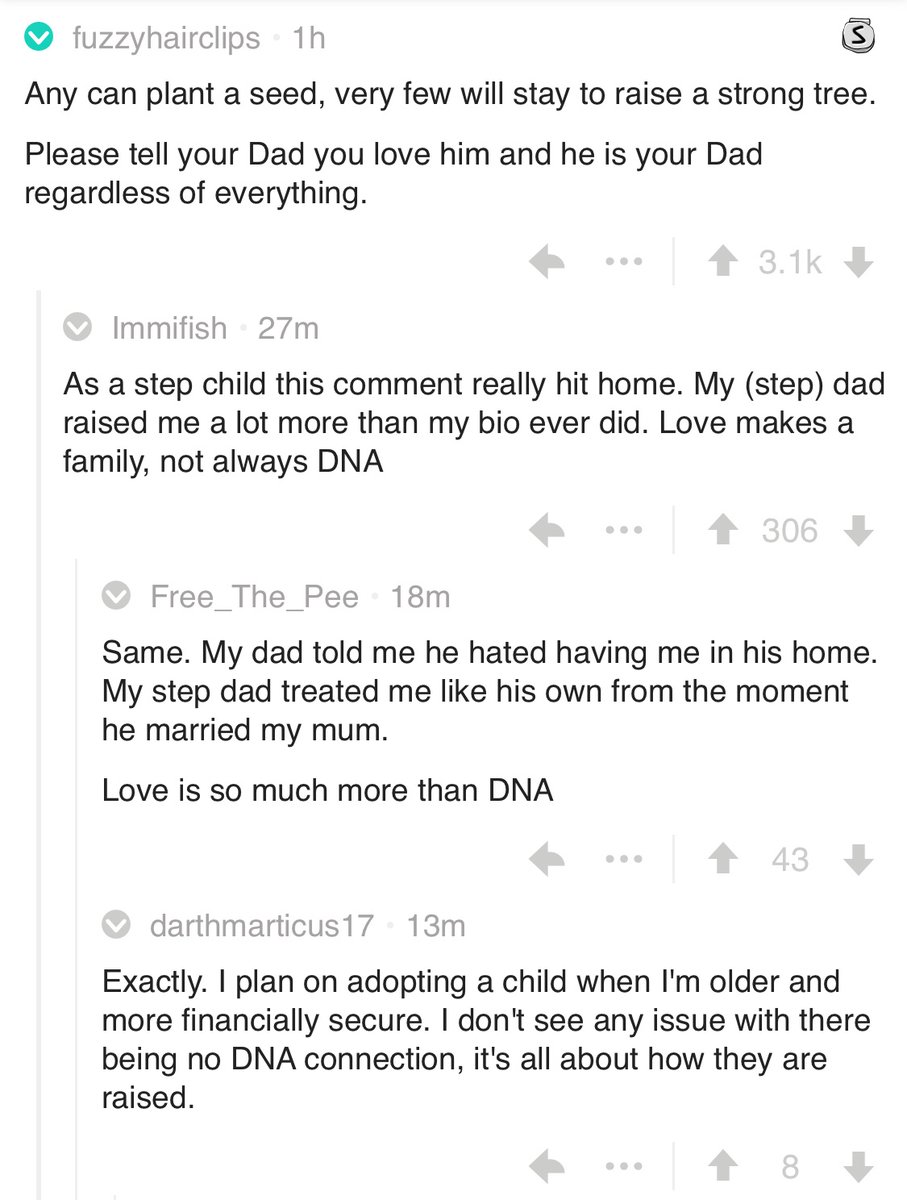 fuzzyhairclips • 1h
S
Any can plant a seed, very few will stay to raise a strong tree.
Please tell your Dad you love him and he is your Dad
regardless of everything.
3.1k
Immifish • 27m
As a step child this comment really hit home. My (step) dad
raised me a lot more than my bio ever did. Love makes a
family, not always DNA
306
Free_The_Pee • 18m
Same. My dad told me he hated having me in his home.
My step dad treated me like his own from the moment
he married my mum.
Love is so much more than DNA
43
darthmarticus17 • 13m
Exactly. I plan on adopting a child when I'm older and
more financially secure. I don't see any issue with there
being no DNA connection, it's all about how they are
raised.
8